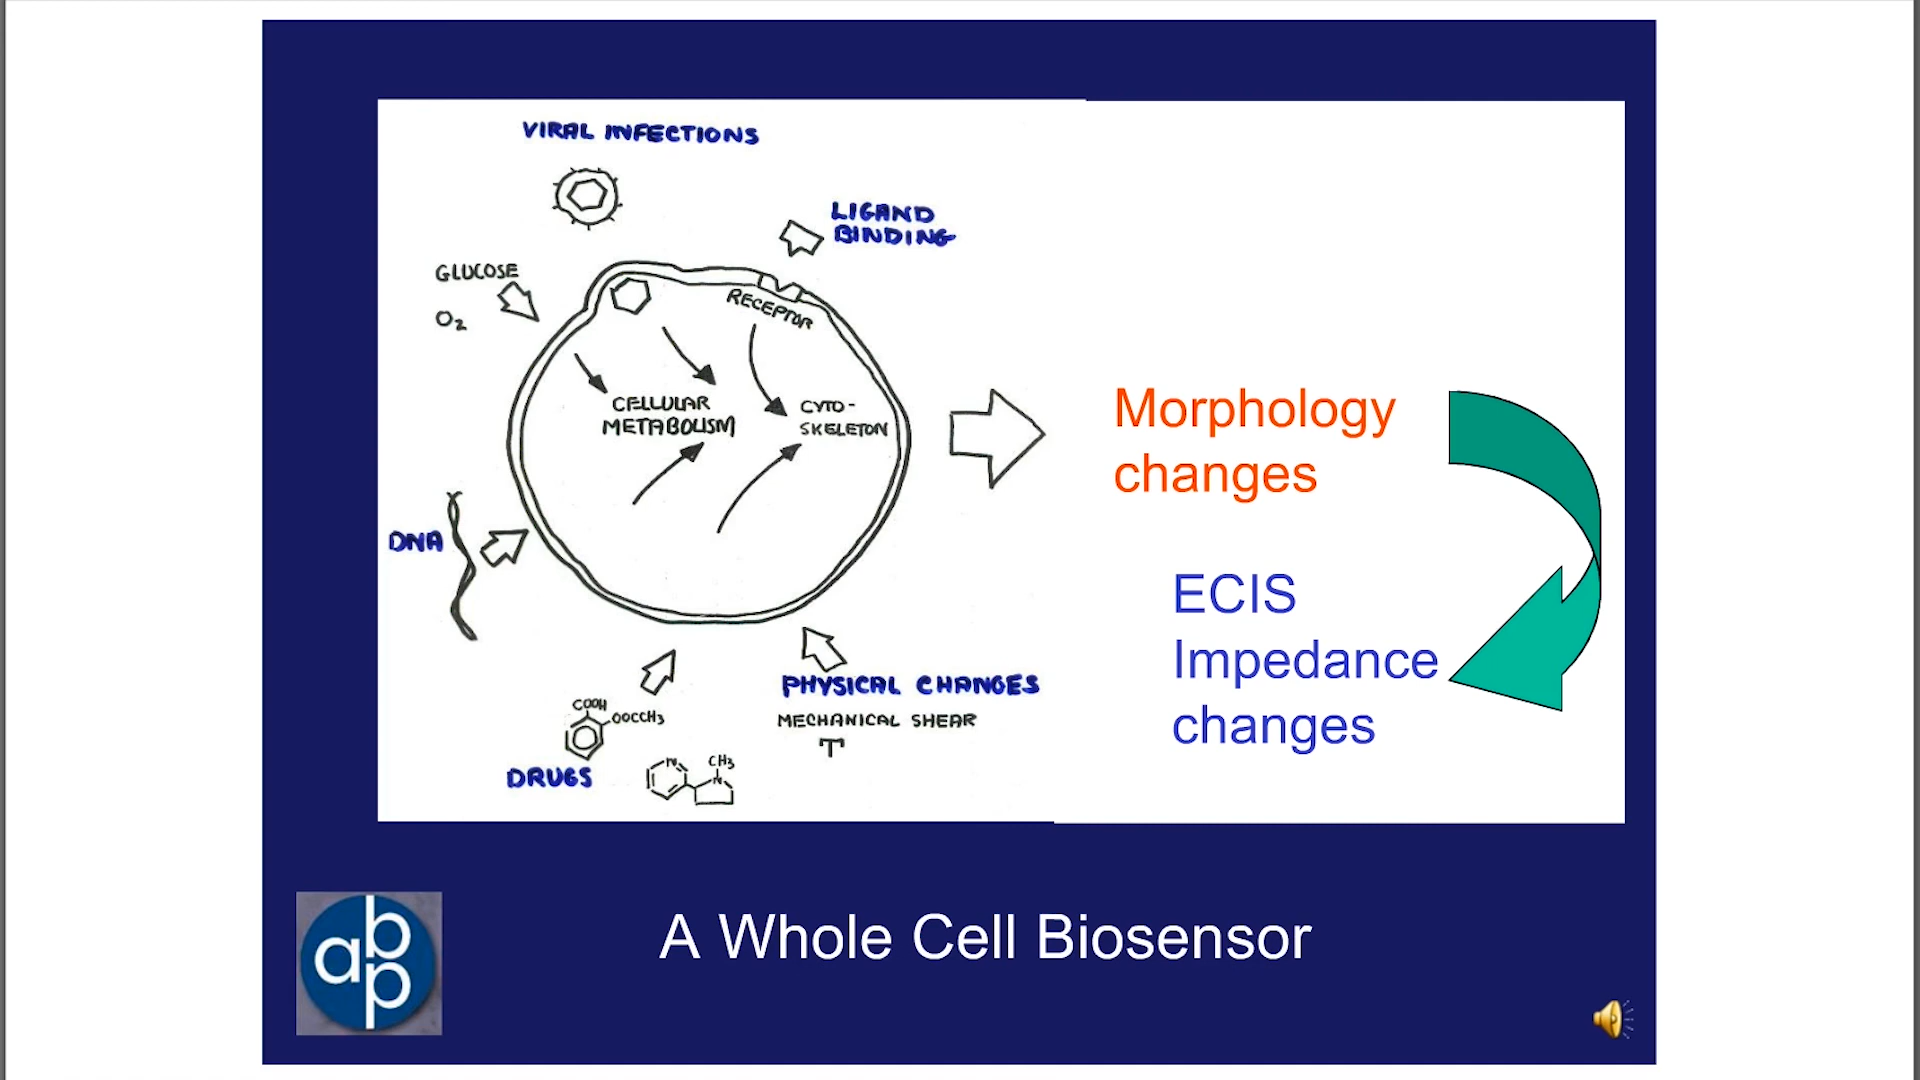 VIRAL INFECTIONS
LIGAND
BINDING
GLUCOSE
O2
RECEPTOR
CELLULAR
METABOLISM
CYTO-
SKELETON
DNA
COOH
OOCCH3
DRUGS
N
CH3
N
PHYSICAL CHANGES
MECHANICAL SHEAR
T
Morphology
changes
ECIS
Impedance
changes
abp
A Whole Cell Biosensor